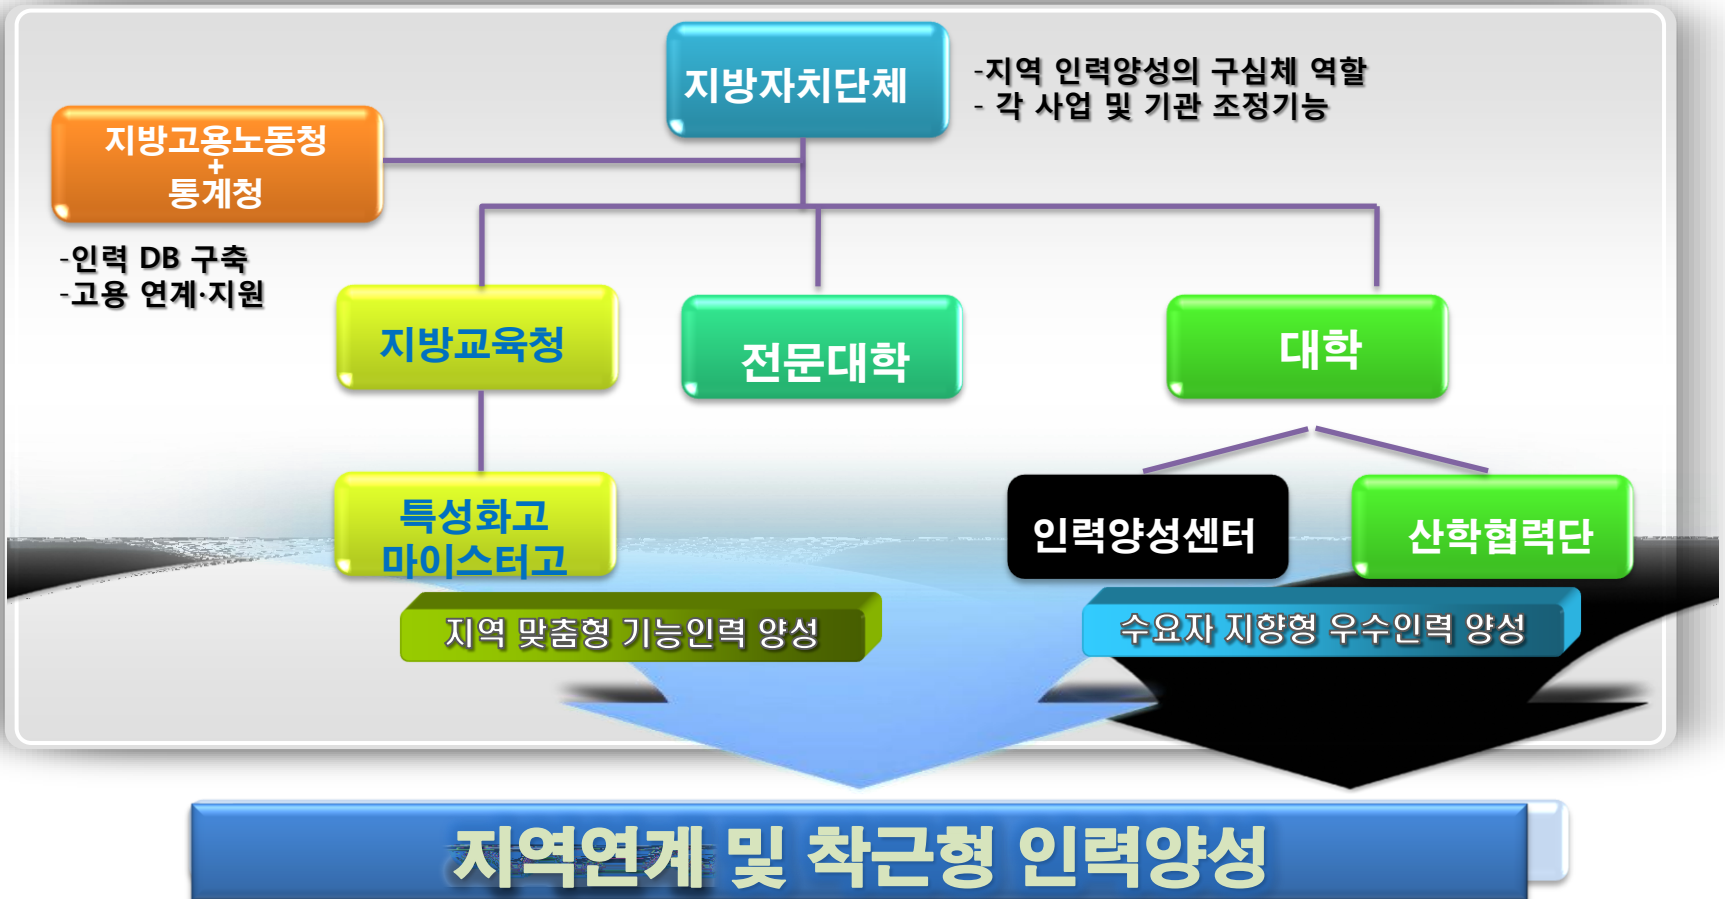 지방자치단체
-지역 인력양성의 구심체 역할
- 각 사업 및 기관 조정기능
지방고용노동청
+
통계청
-인력 DB 구축
-고용 연계·지원
지방교육청
전문대학
대학
특성화고
마이스터고
인력양성센터
산학협력단
지역 맞춤형 기능인력 양성
수요자 지향형 우수인력 양성
지역연계 및 착근형 인력양성